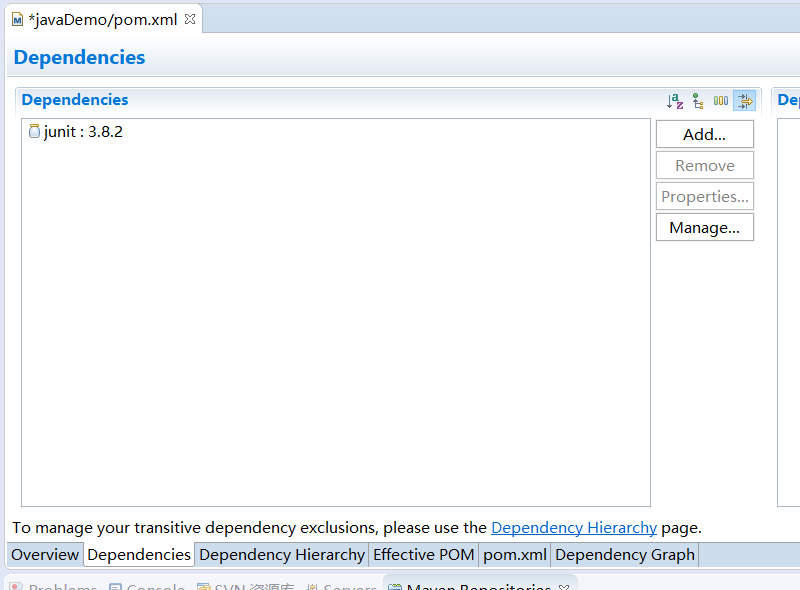 *javaDemo/pom.xml
Dependencies
Dependencies
De
junit : 3.8.2
Add...
Remove
Properties...
Manage...
To manage your transitive dependency exclusions, please use the Dependency Hierarchy page.
Overview Dependencies Dependency Hierarchy Effective POM pom.xml Dependency Graph
Problems Console SVN 资源库 Servers Maven Repositories